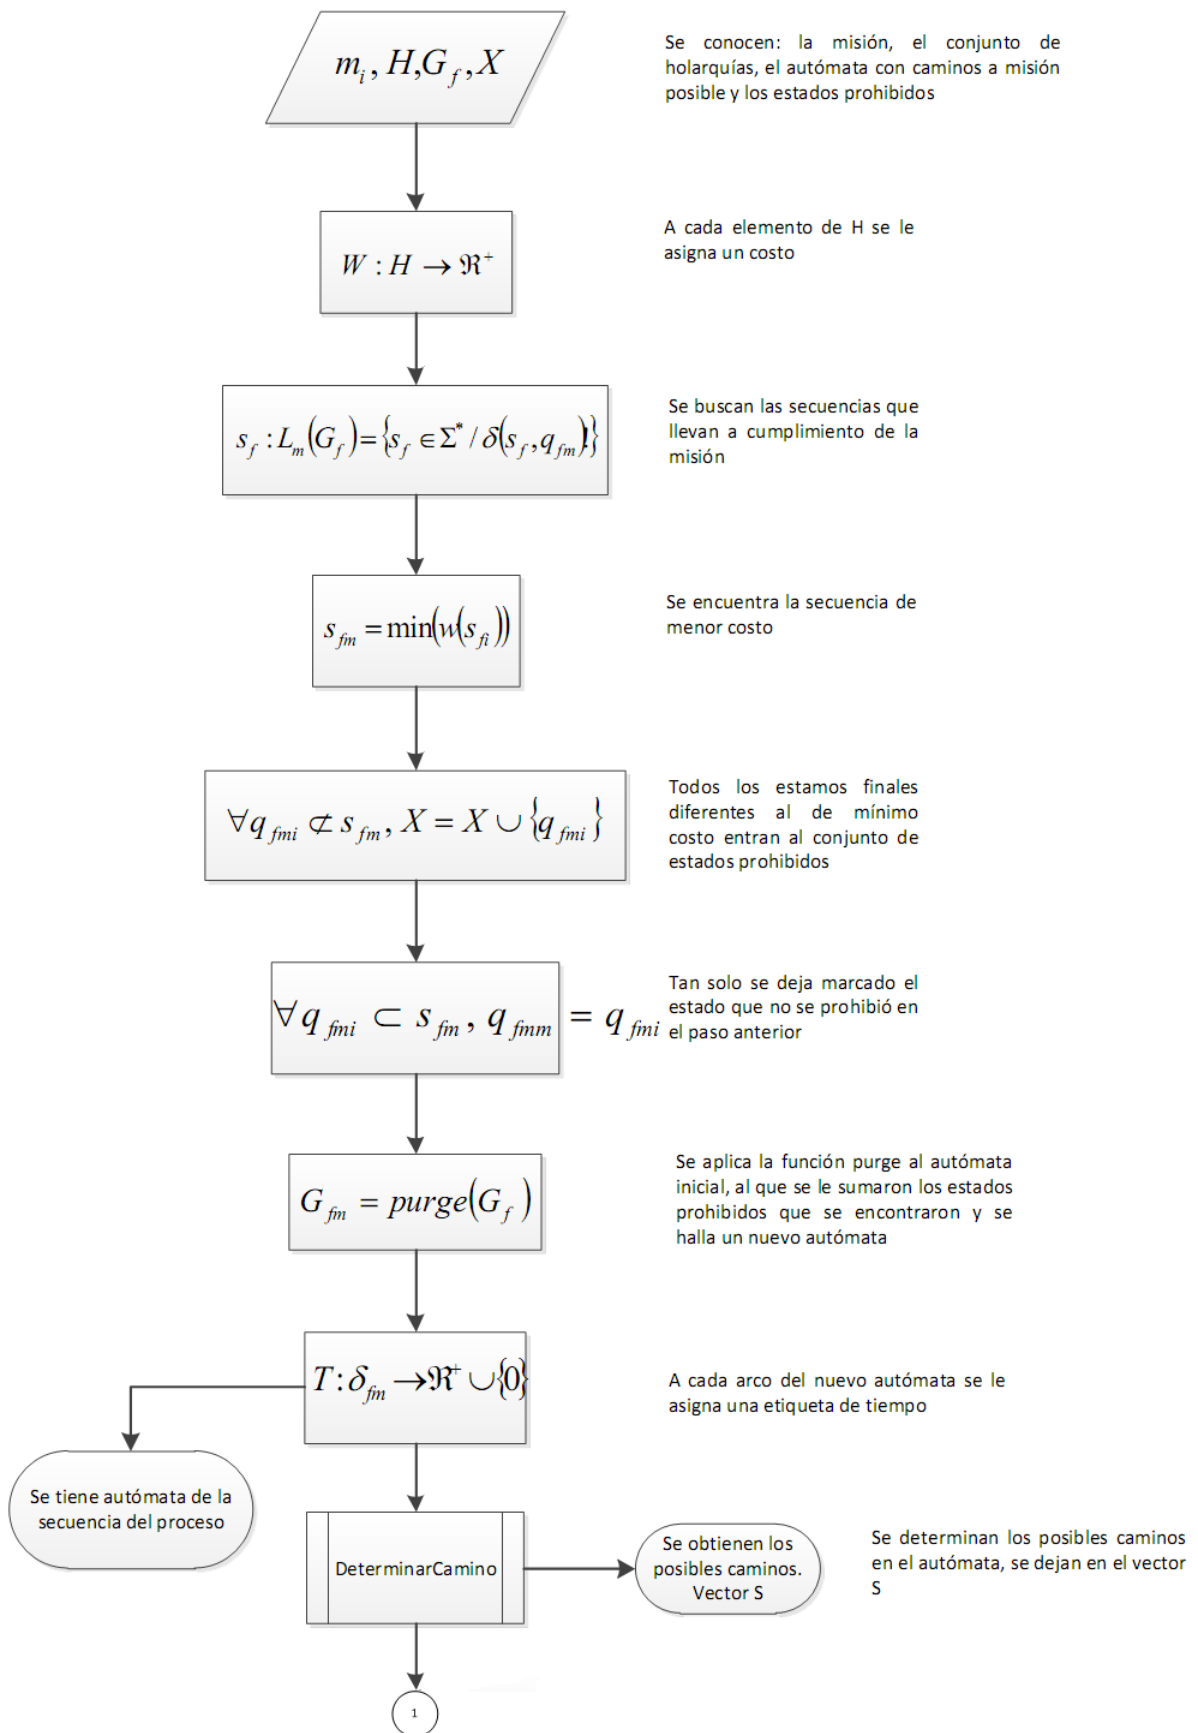 m_i, H, G_f, X
Se conocen: la misión, el conjunto de
holarquías, el autómata con caminos a misión
posible y los estados prohibidos
W : H → ℜ⁺
A cada elemento de H se le
asigna un costo
s_f : L_m(G_f) = {s_f ∈ Σ* / δ(s_f, q_fm)!}
Se buscan las secuencias que
llevan a cumplimiento de la
misión
s_fm = min(w(s_fi))
Se encuentra la secuencia de
menor costo
∀q_fmi ⊄ s_fm, X = X ∪ {q_fmi}
Todos los estamos finales
diferentes al de mínimo
costo entran al conjunto de
estados prohibidos
∀q_fmi ⊂ s_fm, q_fmm = q_fmi
Tan solo se deja marcado el
estado que no se prohibió en
el paso anterior
G_fm = purge(G_f)
Se aplica la función purge al autómata
inicial, al que se le sumaron los estados
prohibidos que se encontraron y se
halla un nuevo autómata
T : δ_fm → ℜ⁺ ∪ {0}
A cada arco del nuevo autómata se le
asigna una etiqueta de tiempo
Se tiene autómata de la
secuencia del proceso
DeterminarCamino
Se obtienen los
posibles caminos.
Vector S
Se determinan los posibles caminos
en el autómata, se dejan en el vector
S
1